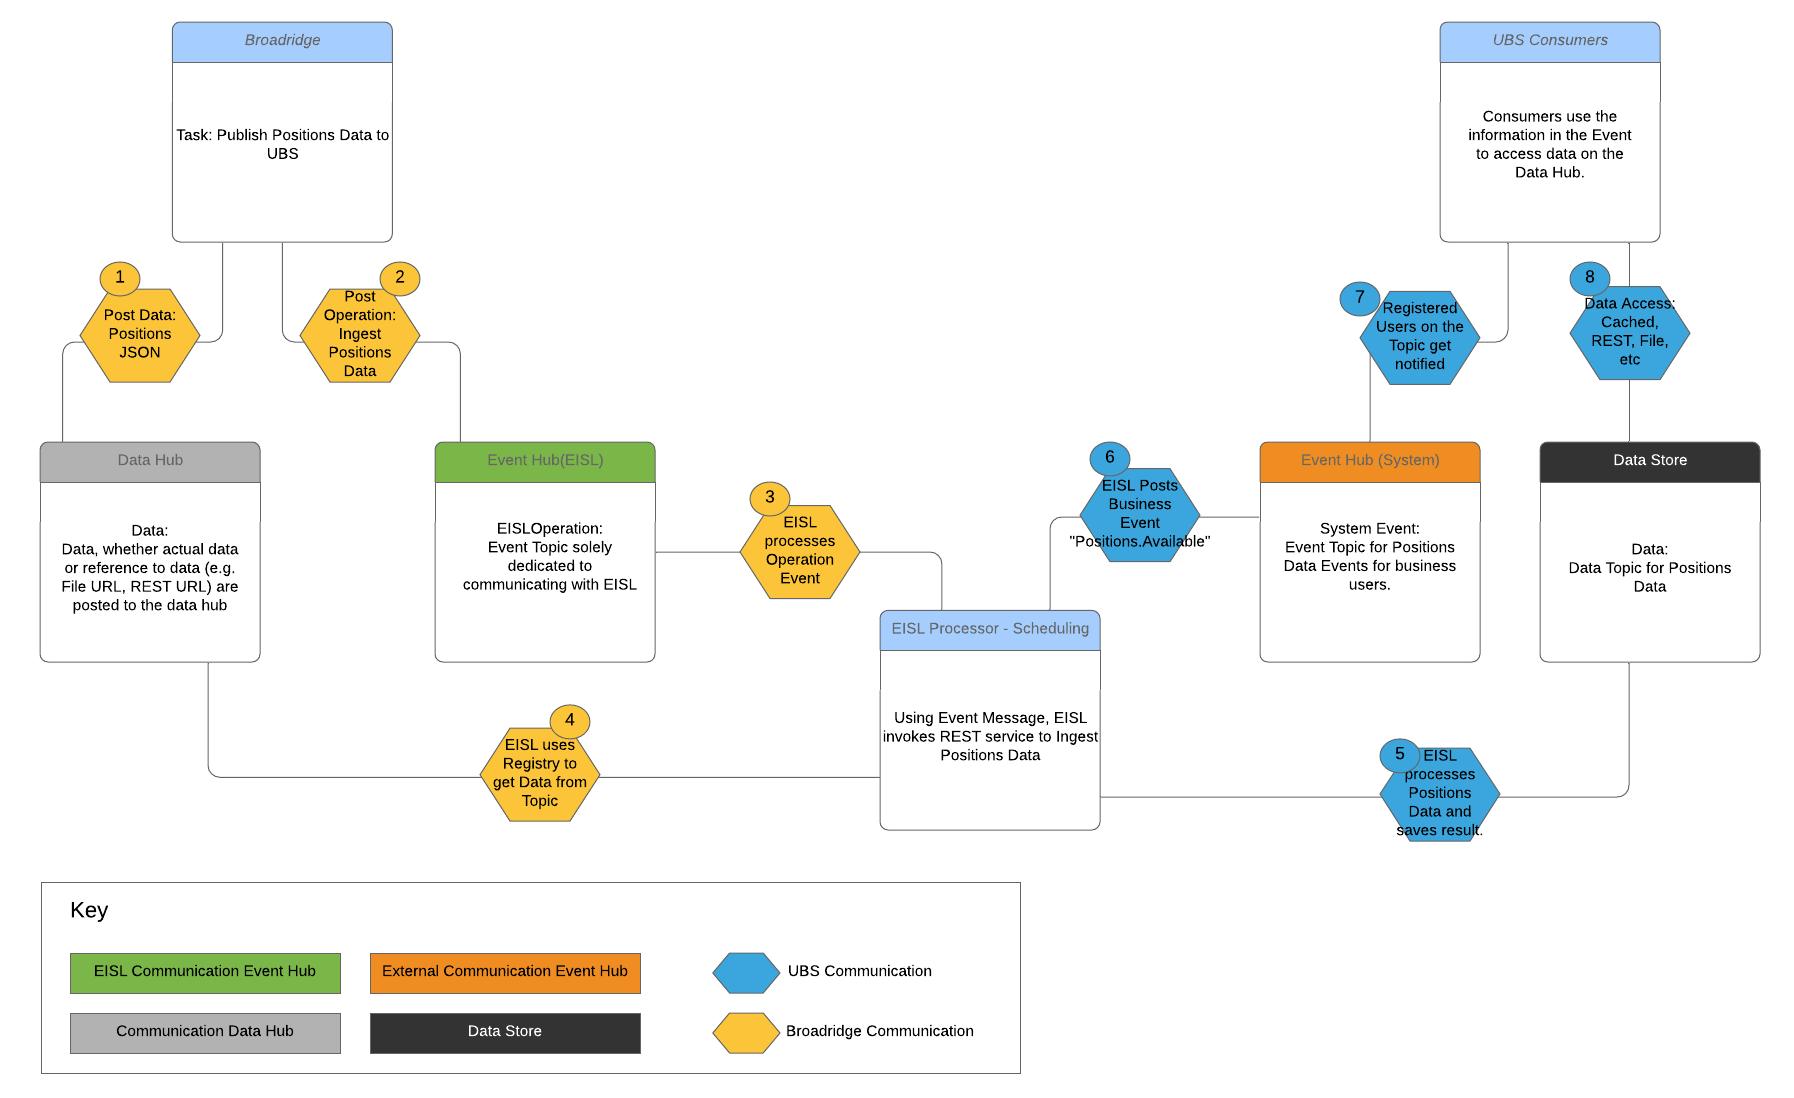 Broadridge
Task: Publish Positions Data to
UBS
UBS Consumers
Consumers use the
information in the Event
to access data on the
Data Hub.
1
Post Data:
Positions
JSON
2
Post
Operation:
Ingest
Positions
Data
7
Registered
Users on the
Topic get
notified
8
Data Access:
Cached,
REST, File,
etc
Data Hub
Data:
Data, whether actual data
or reference to data (e.g.
File URL, REST URL) are
posted to the data hub
Event Hub(EISL)
EISLOperation:
Event Topic solely
dedicated to
communicating with EISL
3
EISL
processes
Operation
Event
6
EISL Posts
Business
Event
"Positions.Available"
Event Hub (System)
System Event:
Event Topic for Positions
Data Events for business
users.
Data Store
Data:
Data Topic for Positions
Data
EISL Processor - Scheduling
Using Event Message, EISL
invokes REST service to Ingest
Positions Data
4
EISL uses
Registry to
get Data from
Topic
5
EISL
processes
Positions
Data and
saves result.
Key
EISL Communication Event Hub
External Communication Event Hub
UBS Communication
Communication Data Hub
Data Store
Broadridge Communication